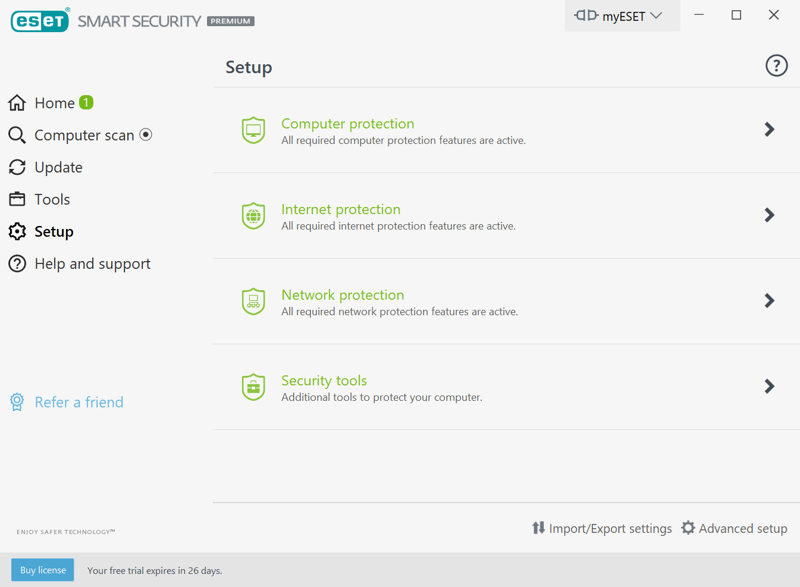 eset® SMART SECURITY PREMIUM
myESET
Setup
?
Home 1
Computer scan
Update
Tools
Setup
Help and support
Refer a friend
Computer protection
All required computer protection features are active.
Internet protection
All required internet protection features are active.
Network protection
All required network protection features are active.
Security tools
Additional tools to protect your computer.
ENJOY SAFER TECHNOLOGY™
Import/Export settings
Advanced setup
Buy license
Your free trial expires in 26 days.